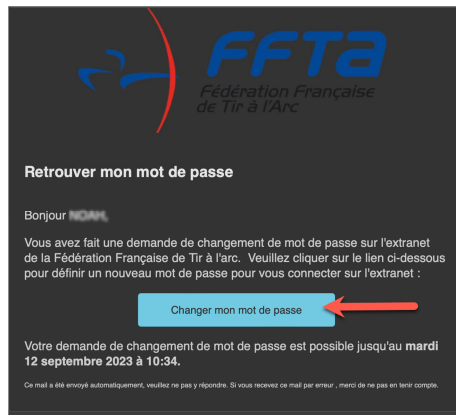 FFTa
Fédération Française
de Tir à l'Arc
Retrouver mon mot de passe
Bonjour
Vous avez fait une demande de changement de mot de passe sur l'extranet
de la Fédération Française de Tir à l'arc. Veuillez cliquer sur le lien ci-dessous
pour définir un nouveau mot de passe pour vous connecter sur l'extranet :
Changer mon mot de passe
Votre demande de changement de mot de passe est possible jusqu'au mardi
12 septembre 2023 à 10:34.
Ce mail a été envoyé automatiquement, veuillez ne pas y répondre. Si vous recevez ce mail par erreur , merci de ne pas en tenir compte.